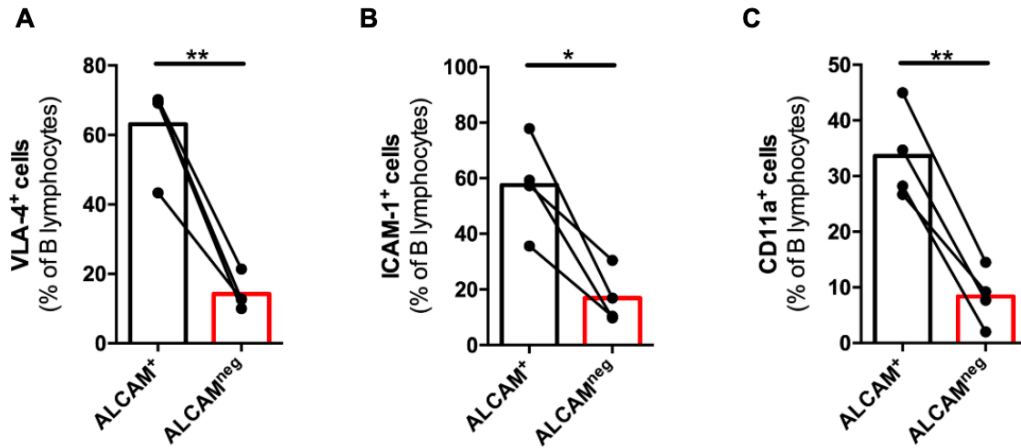 A
VLA-4⁺ cells
(% of B lymphocytes)
80
60
40
20
0
**
ALCAM⁺
ALCAMⁿᵉᵍ
B
ICAM-1⁺ cells
(% of B lymphocytes)
100
80
60
40
20
0
*
ALCAM⁺
ALCAMⁿᵉᵍ
C
CD11a⁺ cells
(% of B lymphocytes)
50
40
30
20
10
0
**
ALCAM⁺
ALCAMⁿᵉᵍ